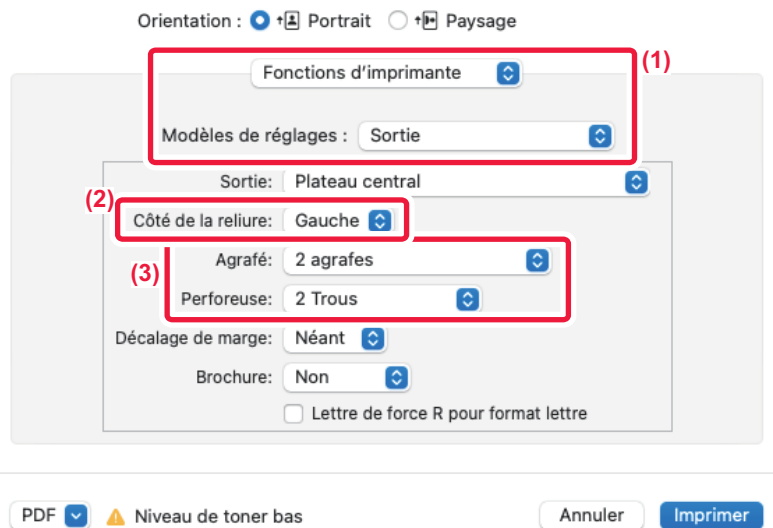 Orientation : Portrait Paysage
(1)
Fonctions d'imprimante
Modèles de réglages : Sortie
Sortie: Plateau central
(2)
Côté de la reliure: Gauche
(3)
Agrafé: 2 agrafes
Perforeuse: 2 Trous
Décalage de marge: Néant
Brochure: Non
Lettre de force R pour format lettre
PDF Niveau de toner bas Annuler Imprimer